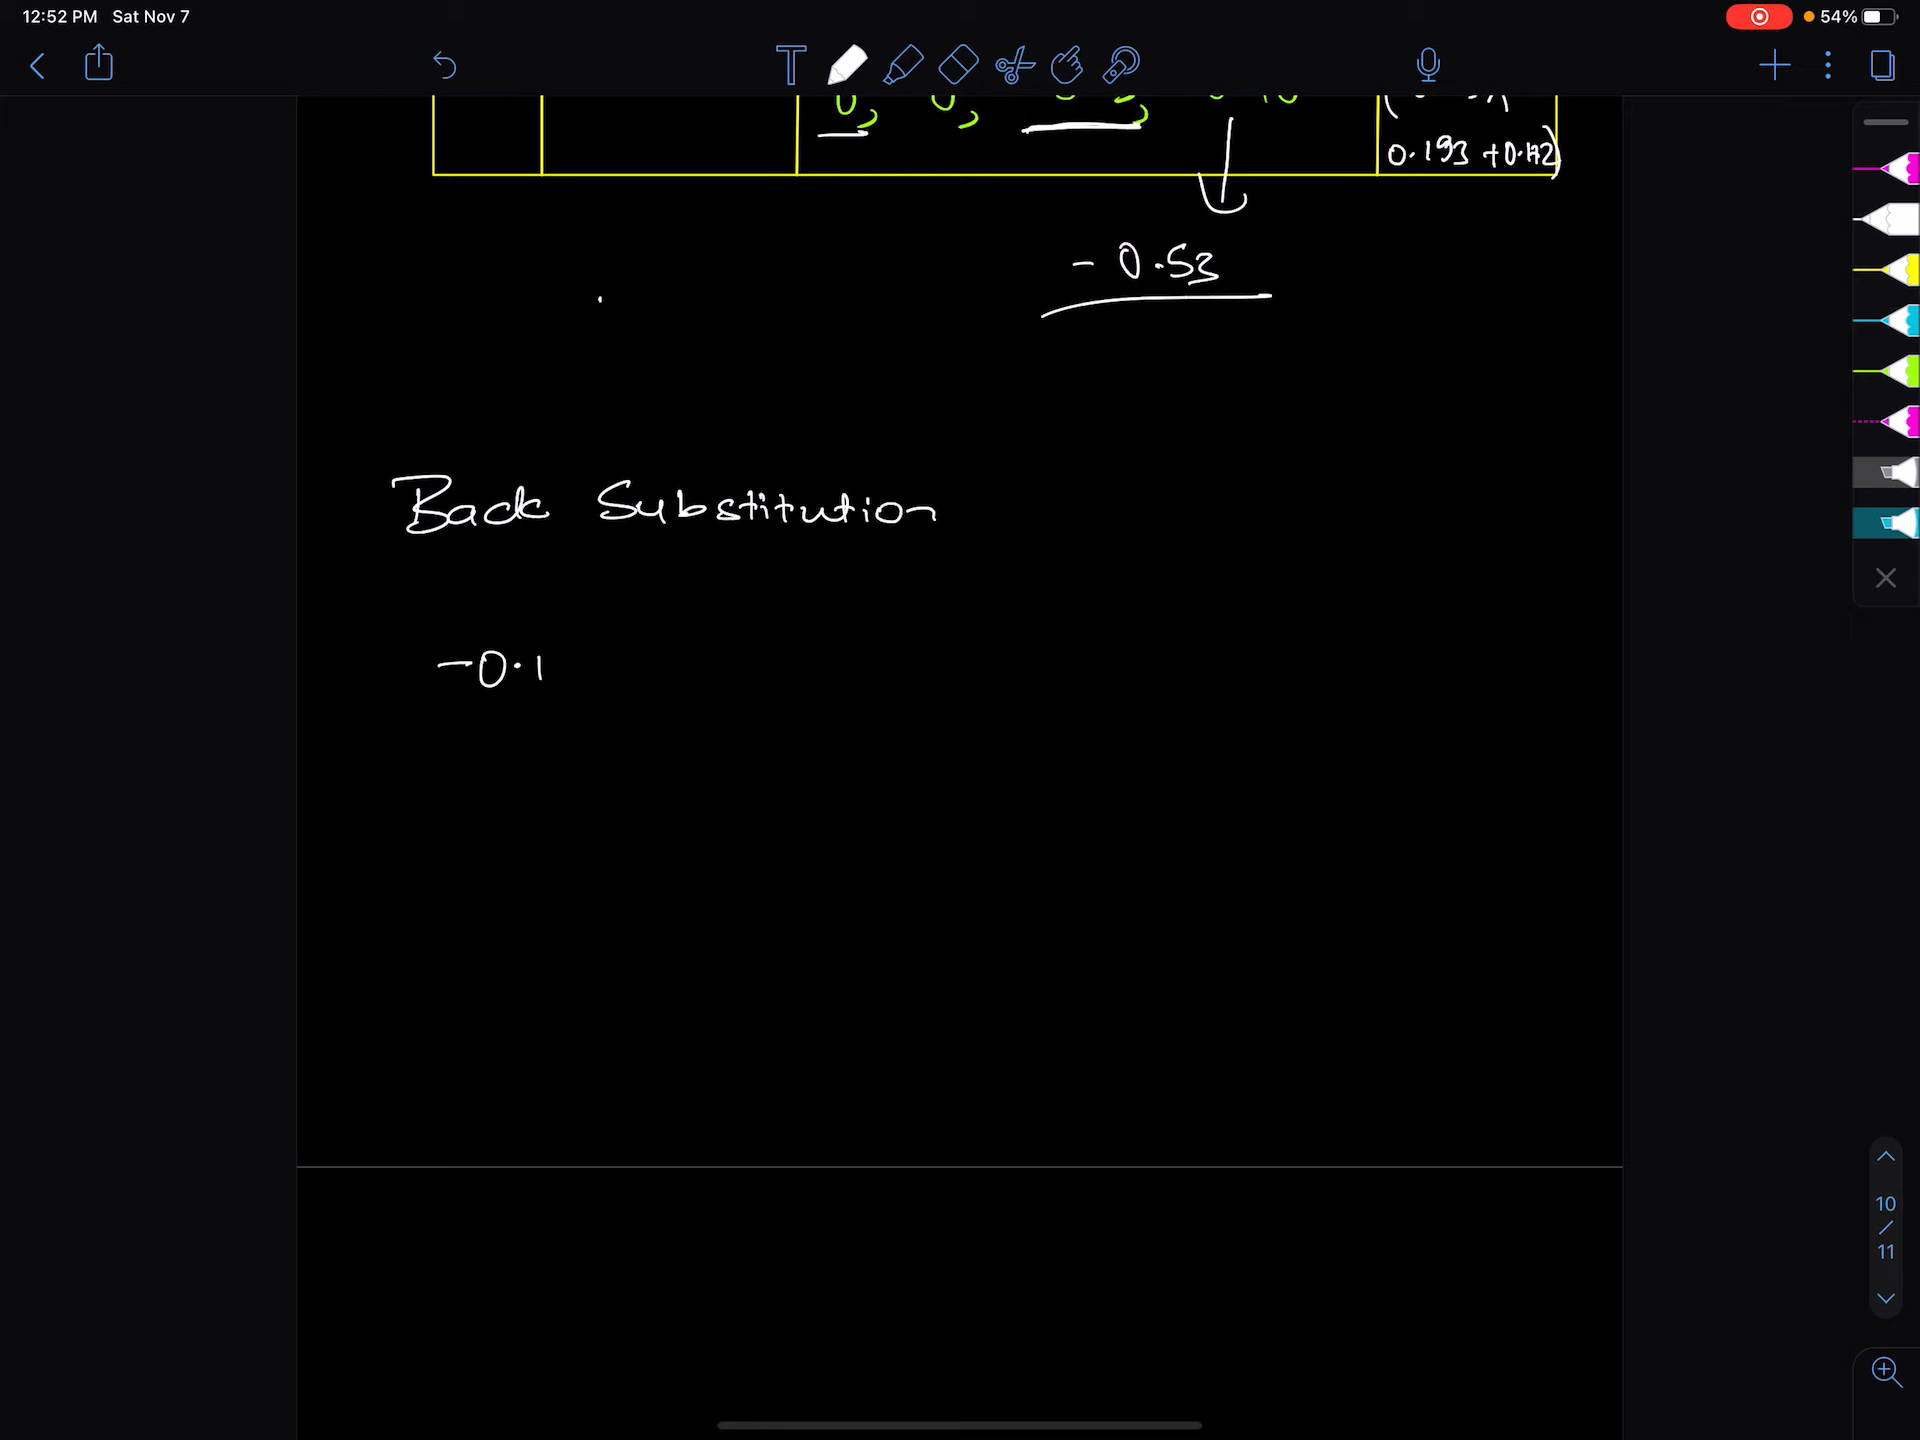 12:52 PM Sat Nov 7
54%
0.193 + 0.142)
- 0.53
Back Substitution
-0.1
10
/
11